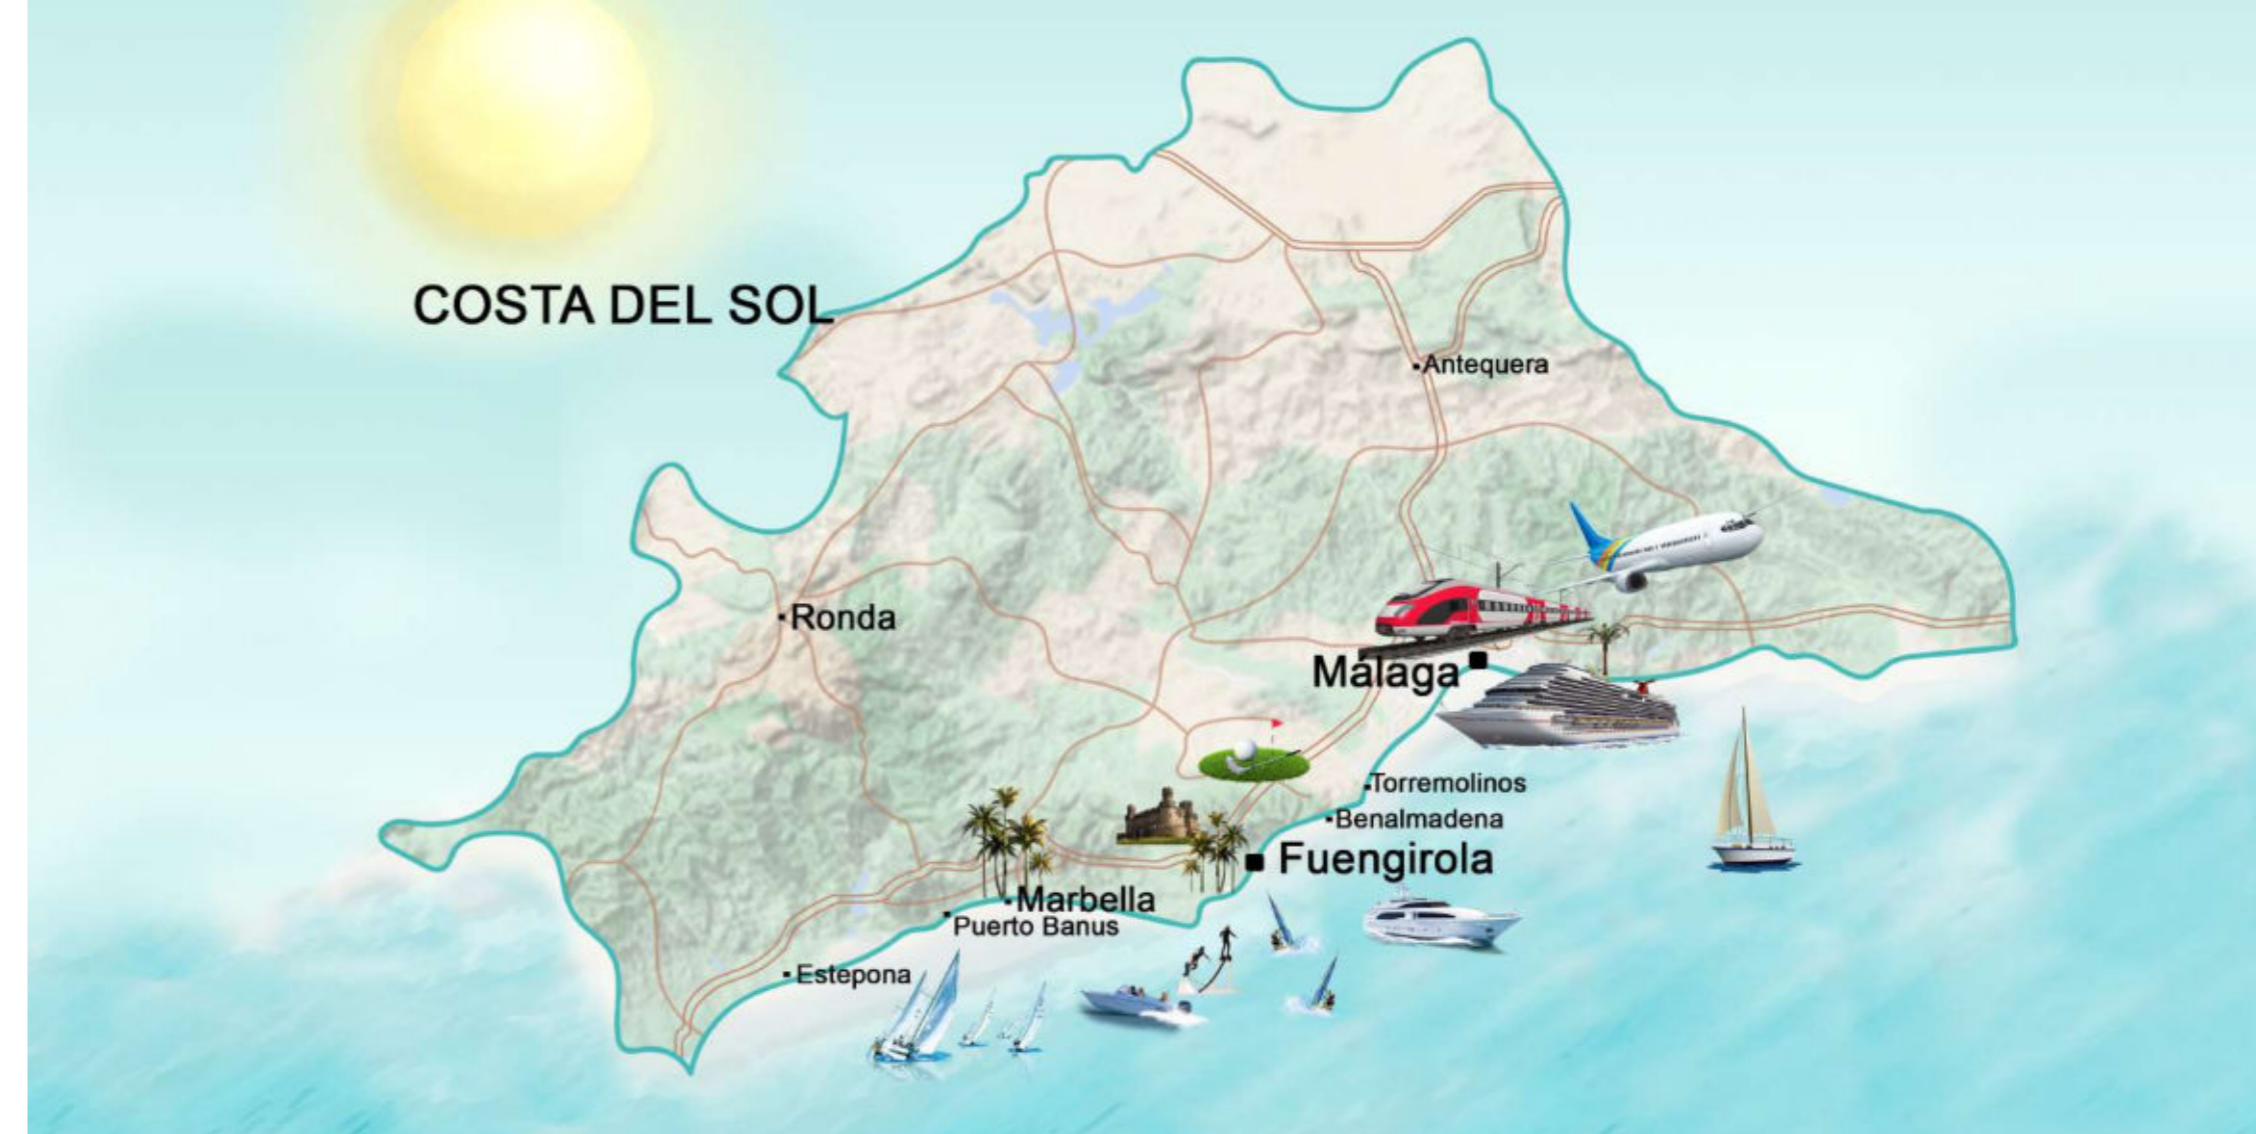 COSTA DEL SOL
Antequera
Ronda
Málaga
Torremolinos
Benalmadena
Fuengirola
Marbella
Puerto Banus
Estepona